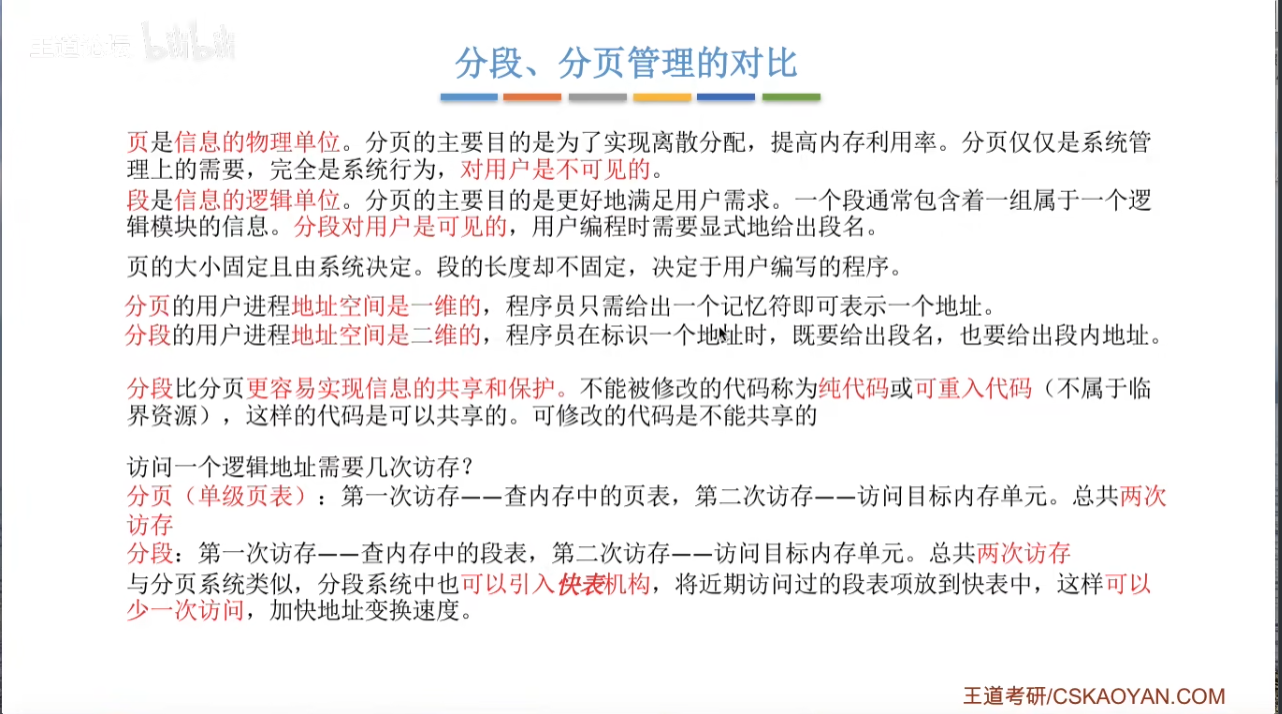 王道论坛 bilibili
分段、分页管理的对比
页是信息的物理单位。分页的主要目的是为了实现离散分配，提高内存利用率。分页仅仅是系统管
理上的需要，完全是系统行为，对用户是不可见的。
段是信息的逻辑单位。分页的主要目的是更好地满足用户需求。一个段通常包含着一组属于一个逻
辑模块的信息。分段对用户是可见的，用户编程时需要显式地给出段名。
页的大小固定且由系统决定。段的长度却不固定，决定于用户编写的程序。
分页的用户进程地址空间是一维的，程序员只需给出一个记忆符即可表示一个地址。
分段的用户进程地址空间是二维的，程序员在标识一个地址时，既要给出段名，也要给出段内地址。
分段比分页更容易实现信息的共享和保护。不能被修改的代码称为纯代码或可重入代码（不属于临
界资源），这样的代码是可以共享的。可修改的代码是不能共享的
访问一个逻辑地址需要几次访存？
分页（单级页表）：第一次访存——查内存中的页表，第二次访存——访问目标内存单元。总共两次
访存
分段：第一次访存——查内存中的段表，第二次访存——访问目标内存单元。总共两次访存
与分页系统类似，分段系统中也可以引入快表机构，将近期访问过的段表项放到快表中，这样可以
少一次访问，加快地址变换速度。
王道考研/CSKAOYAN.COM